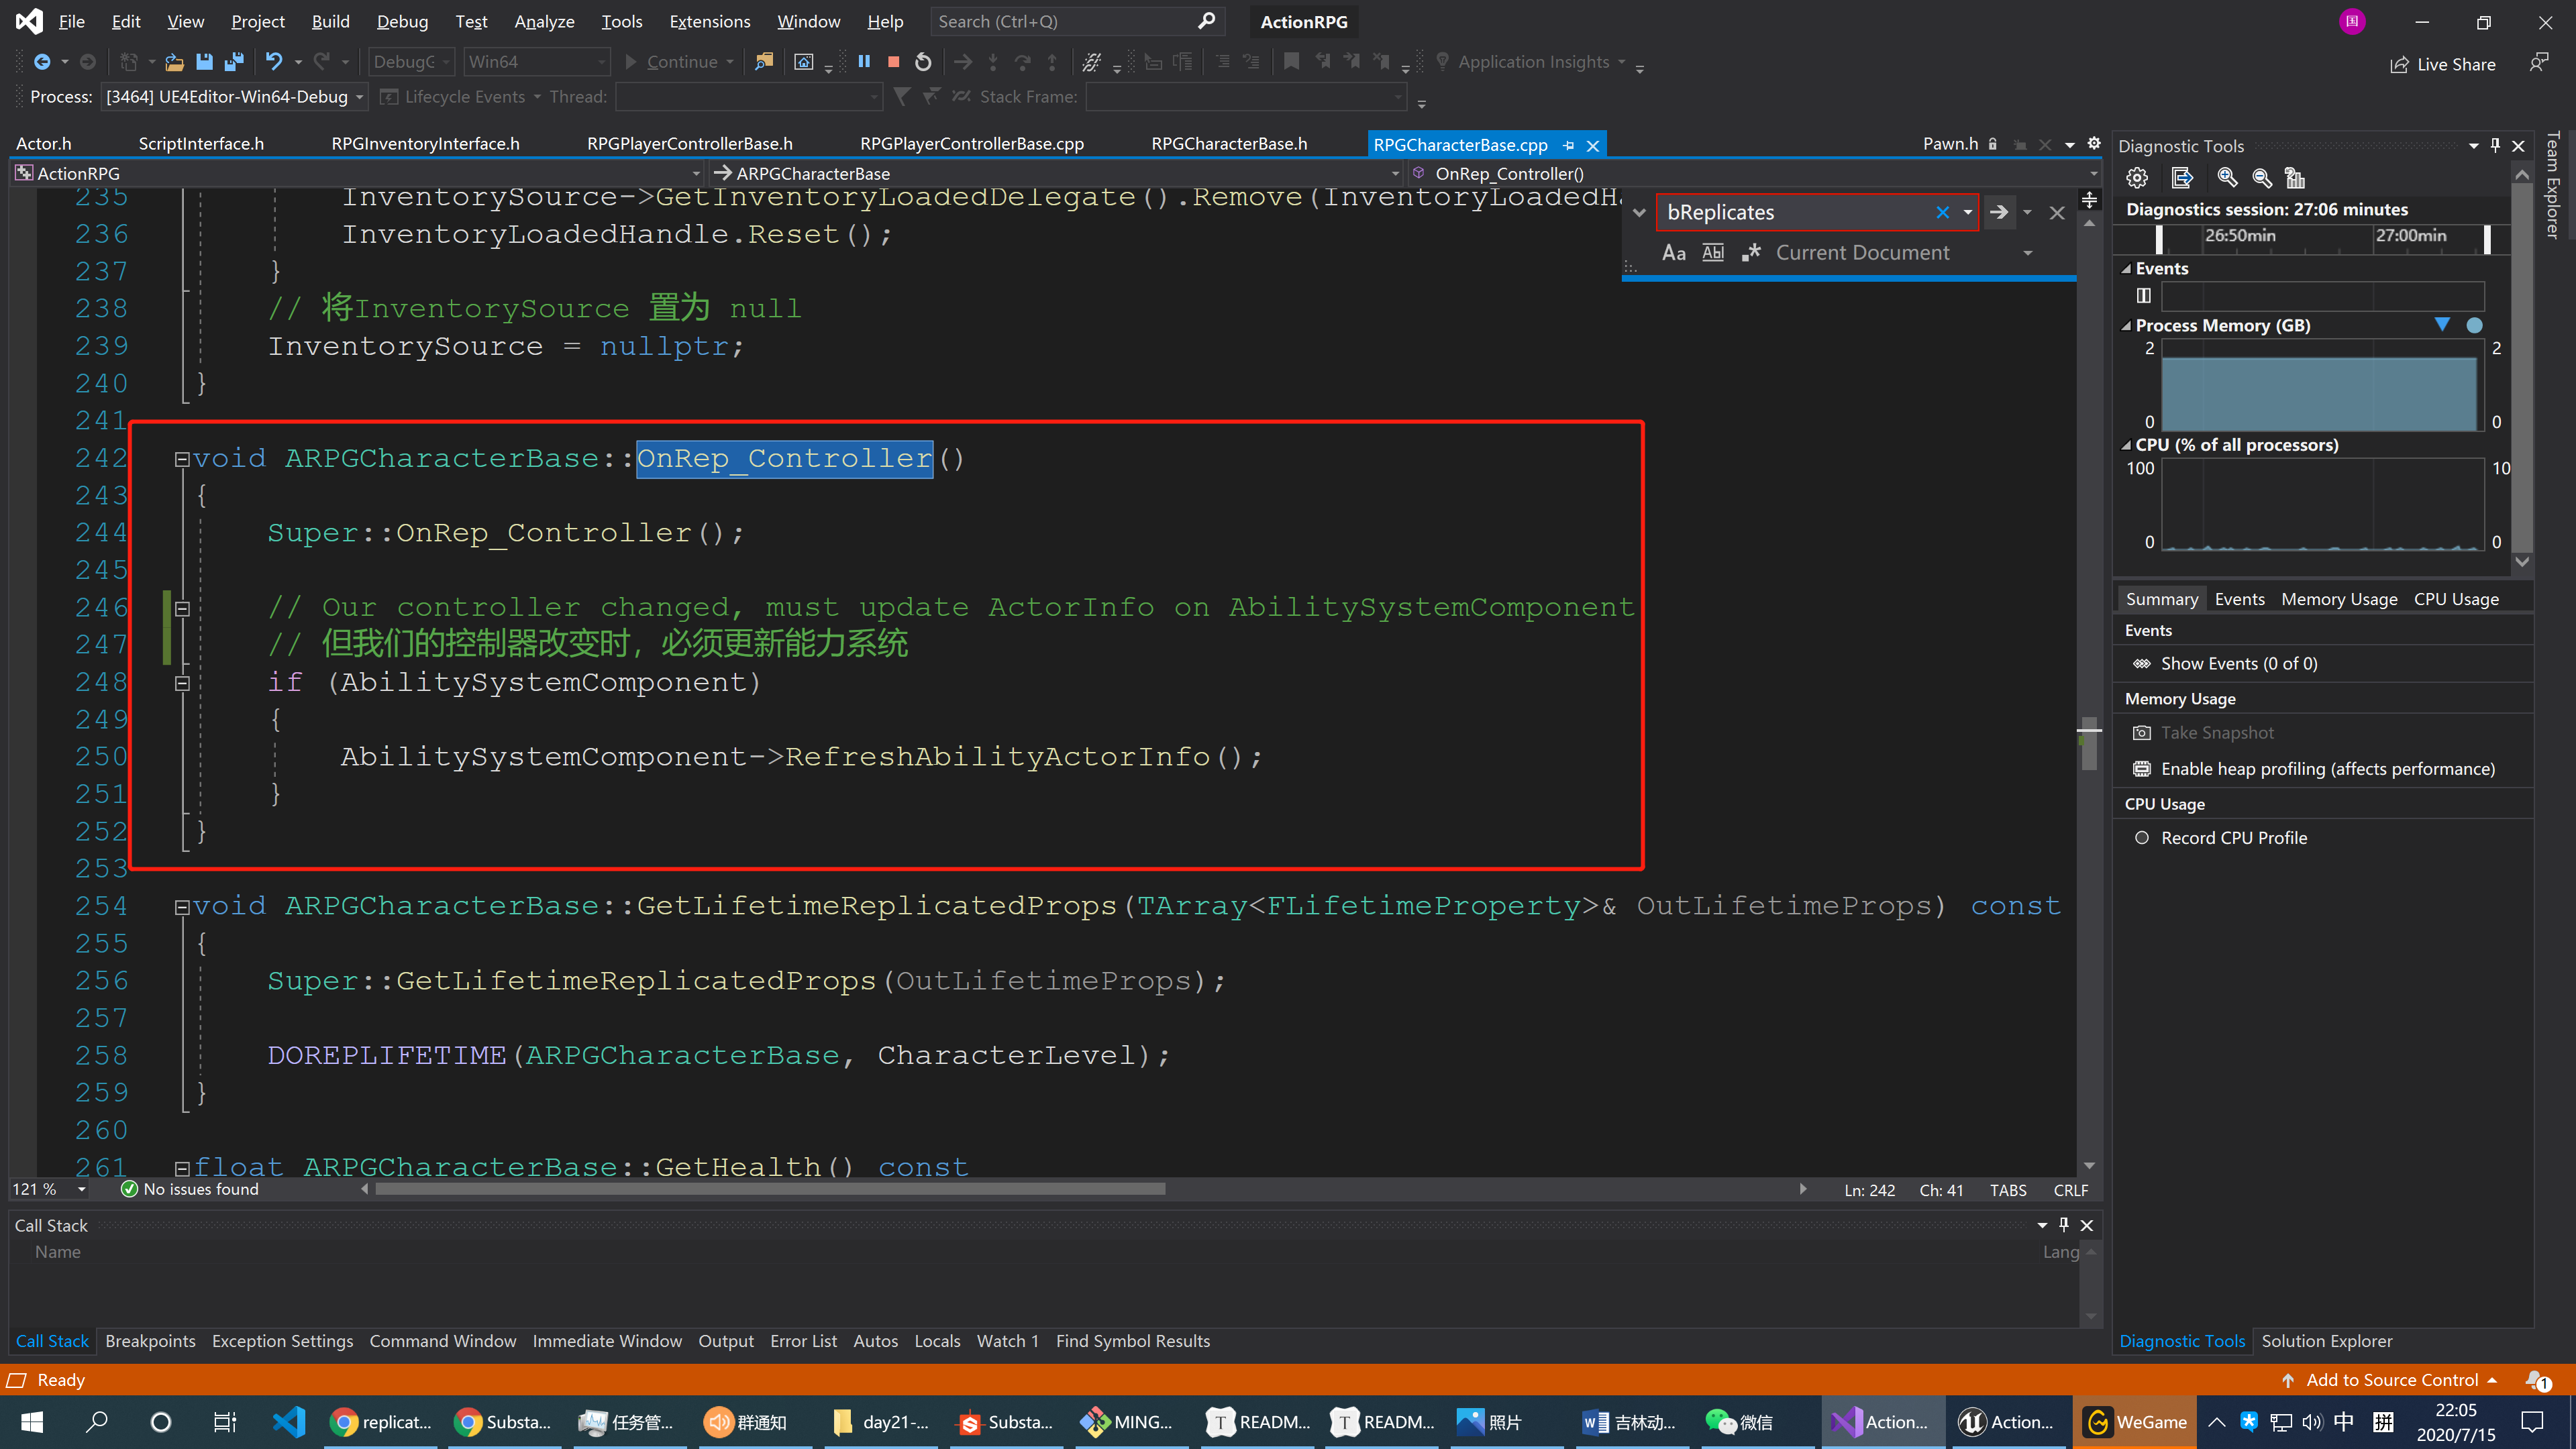 File Edit View Project Build Debug Test Analyze Tools Extensions Window Help Search (Ctrl+Q) ActionRPG 国
DebugG Win64 Continue Application Insights Live Share
Process: [3464] UE4Editor-Win64-Debug Lifecycle Events Thread: Stack Frame:
Actor.h ScriptInterface.h RPGInventoryInterface.h RPGPlayerControllerBase.h RPGPlayerControllerBase.cpp RPGCharacterBase.h RPGCharacterBase.cpp Pawn.h
ActionRPG ARPGCharacterBase OnRep_Controller()
bReplicates
Aa Abl .* Current Document
235 InventorySource->GetInventoryLoadedDelegate().Remove(InventoryLoadedHa
236 InventoryLoadedHandle.Reset();
237 }
238 // 将InventorySource 置为 null
239 InventorySource = nullptr;
240 }
241
242 void ARPGCharacterBase::OnRep_Controller()
243 {
244 Super::OnRep_Controller();
245
246 // Our controller changed, must update ActorInfo on AbilitySystemComponent
247 // 但我们的控制器改变时，必须更新能力系统
248 if (AbilitySystemComponent)
249 {
250 AbilitySystemComponent->RefreshAbilityActorInfo();
251 }
252 }
253
254 void ARPGCharacterBase::GetLifetimeReplicatedProps(TArray<FLifetimeProperty>& OutLifetimeProps) const
255 {
256 Super::GetLifetimeReplicatedProps(OutLifetimeProps);
257
258 DOREPLIFETIME(ARPGCharacterBase, CharacterLevel);
259 }
260
261 float ARPGCharacterBase::GetHealth() const
121 % No issues found Ln: 242 Ch: 41 TABS CRLF
Call Stack
Name Lang
Call Stack Breakpoints Exception Settings Command Window Immediate Window Output Error List Autos Locals Watch 1 Find Symbol Results
Diagnostic Tools
Diagnostics session: 27:06 minutes
26:50min 27:00min
Events
Process Memory (GB)
2 2
0 0
CPU (% of all processors)
100 10
0 0
Summary Events Memory Usage CPU Usage
Events
Show Events (0 of 0)
Memory Usage
Take Snapshot
Enable heap profiling (affects performance)
CPU Usage
Record CPU Profile
Diagnostic Tools Solution Explorer
Team Explorer
Ready Add to Source Control 1
replicat... Substa... 任务管... 群通知 day21-... Substa... MING... READM... READM... 照片 吉林动... 微信 Action... Action... WeGame 中 拼 22:05
2020/7/15